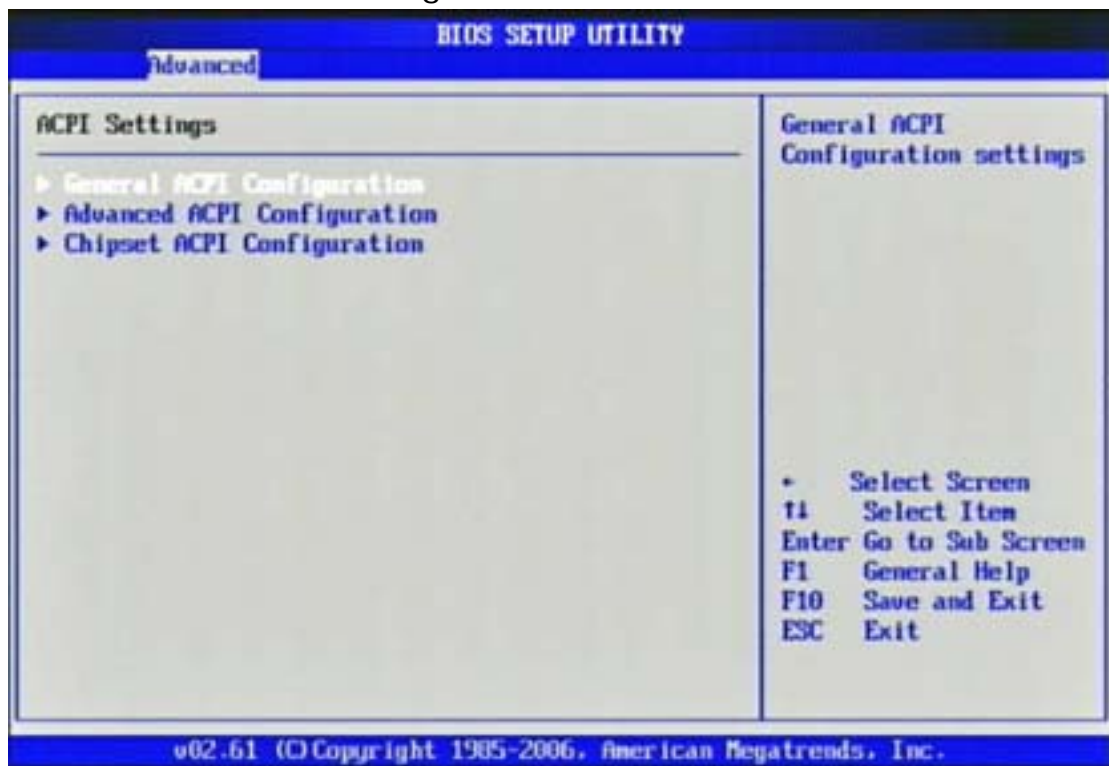 BIOS SETUP UTILITY
Advanced
ACPI Settings
▶ General ACPI Configuration
▶ Advanced ACPI Configuration
▶ Chipset ACPI Configuration
General ACPI
Configuration settings
← Select Screen
↑↓ Select Item
Enter Go to Sub Screen
F1 General Help
F10 Save and Exit
ESC Exit
v02.61 (C)Copyright 1985-2006, American Megatrends, Inc.